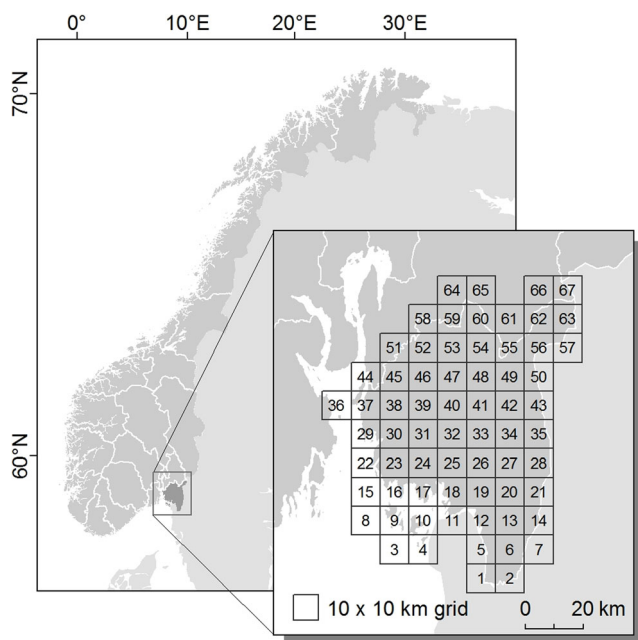 0° 10°E 20°E 30°E
70°N
60°N
64 65 66 67
58 59 60 61 62 63
51 52 53 54 55 56 57
44 45 46 47 48 49 50
36 37 38 39 40 41 42 43
29 30 31 32 33 34 35
22 23 24 25 26 27 28
15 16 17 18 19 20 21
8 9 10 11 12 13 14
3 4 5 6 7
1 2
10 x 10 km grid 0 20 km